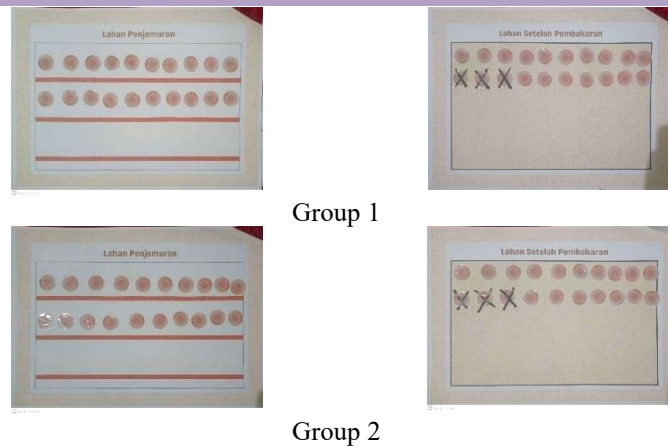 Lahan Penjemuran
Lahan Setelah Pembakaran
Group 1
Lahan Penjemuran
Lahan Setelah Pembakaran
Group 2